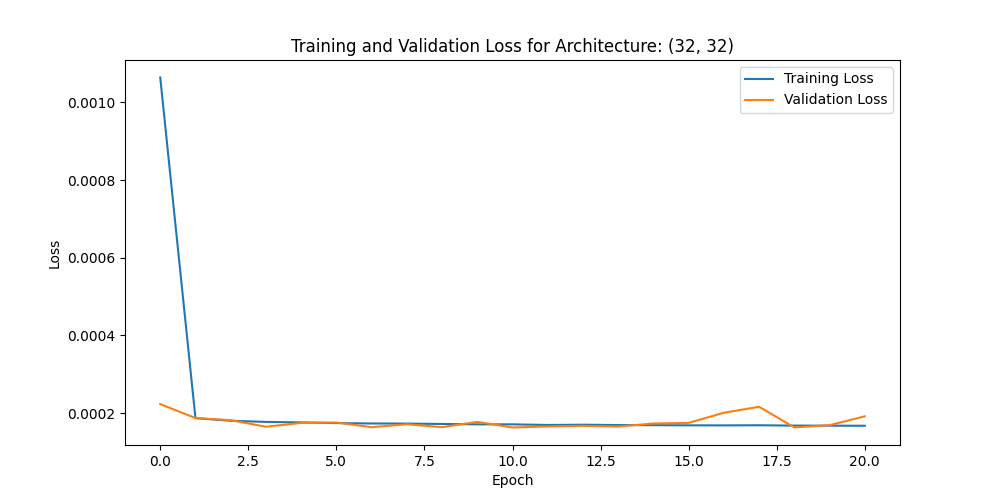 Training and Validation Loss for Architecture: (32, 32)
Training Loss
Validation Loss
0.0010
0.0008
0.0006
0.0004
0.0002
Loss
0.0 2.5 5.0 7.5 10.0 12.5 15.0 17.5 20.0
Epoch